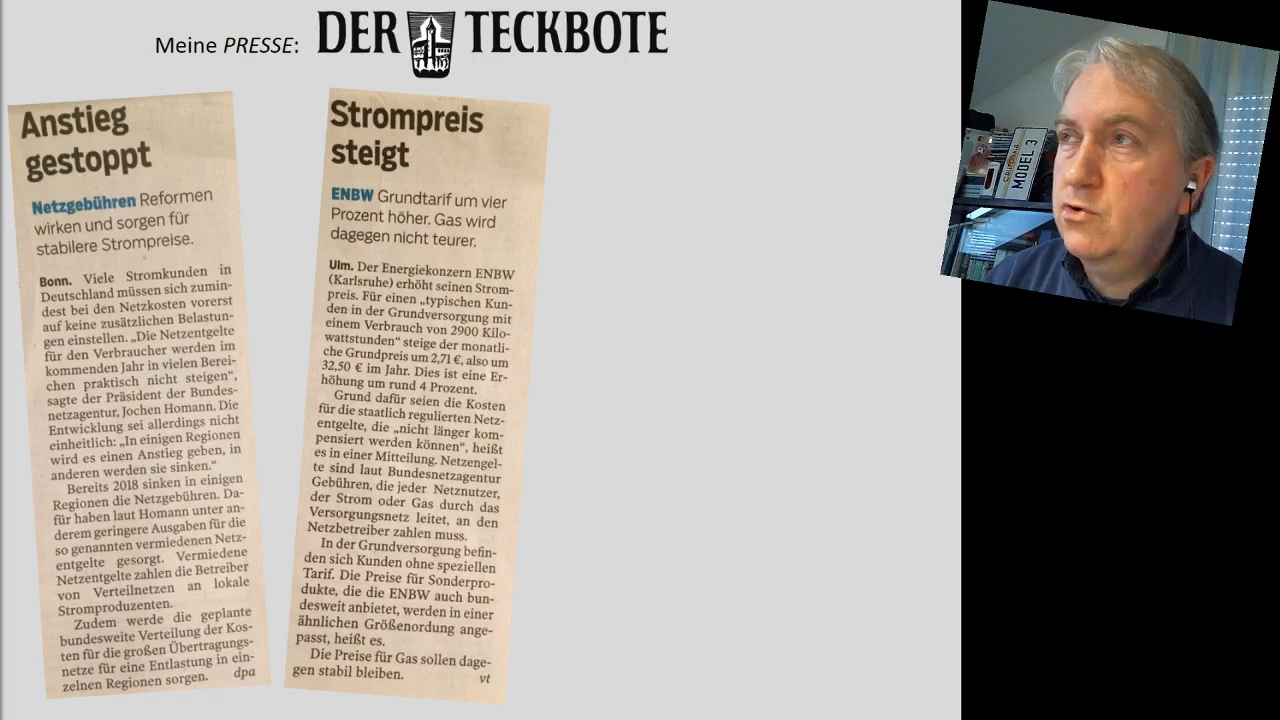 Meine PRESSE: DER TECKBOTE
Anstieg
gestoppt
Netzgebühren Reformen
wirken und sorgen für
stabilere Strompreise.
Bonn. Viele Stromkunden in
Deutschland müssen sich zumin-
dest bei den Netzkosten vorerst
auf keine zusätzlichen Belastun-
gen einstellen. „Die Netzentgelte
für den Verbraucher werden im
kommenden Jahr in vielen Berei-
chen praktisch nicht steigen“,
sagte der Präsident der Bundes-
netzagentur, Jochen Homann. Die
Entwicklung sei allerdings nicht
einheitlich: „In einigen Regionen
wird es einen Anstieg geben, in
anderen werden sie sinken.“
Bereits 2018 sinken in einigen
Regionen die Netzgebühren. Da-
für haben laut Homann unter an-
derem geringere Ausgaben für die
so genannten vermiedenen Netz-
entgelte gesorgt. Vermiedene
Netzentgelte zahlen die Betreiber
von Verteilnetzen an lokale
Stromproduzenten.
Zudem werde die geplante
bundesweite Verteilung der Kos-
ten für die großen Übertragungs-
netze für eine Entlastung in ein-
zelnen Regionen sorgen. dpa
Strompreis
steigt
ENBW Grundtarif um vier
Prozent höher. Gas wird
dagegen nicht teurer.
Ulm. Der Energiekonzern ENBW
(Karlsruhe) erhöht seinen Strom-
preis. Für einen „typischen Kun-
den in der Grundversorgung mit
einem Verbrauch von 2900 Kilo-
wattstunden“ steige der monatli-
che Grundpreis um 2,71 €, also um
32,50 € im Jahr. Dies ist eine Er-
höhung um rund 4 Prozent.
Grund dafür seien die Kosten
für die staatlich regulierten Netz-
entgelte, die „nicht länger kom-
pensiert werden können“, heißt
es in einer Mitteilung. Netzengel-
te sind laut Bundesnetzagentur
Gebühren, die jeder Netznutzer,
der Strom oder Gas durch das
Versorgungsnetz leitet, an den
Netzbetreiber zahlen muss.
In der Grundversorgung befin-
den sich Kunden ohne speziellen
Tarif. Die Preise für Sonderpro-
dukte, die die ENBW auch bun-
desweit anbietet, werden in einer
ähnlichen Größenordung ange-
passt, heißt es.
Die Preise für Gas sollen dage-
gen stabil bleiben. vt
MODEL 3